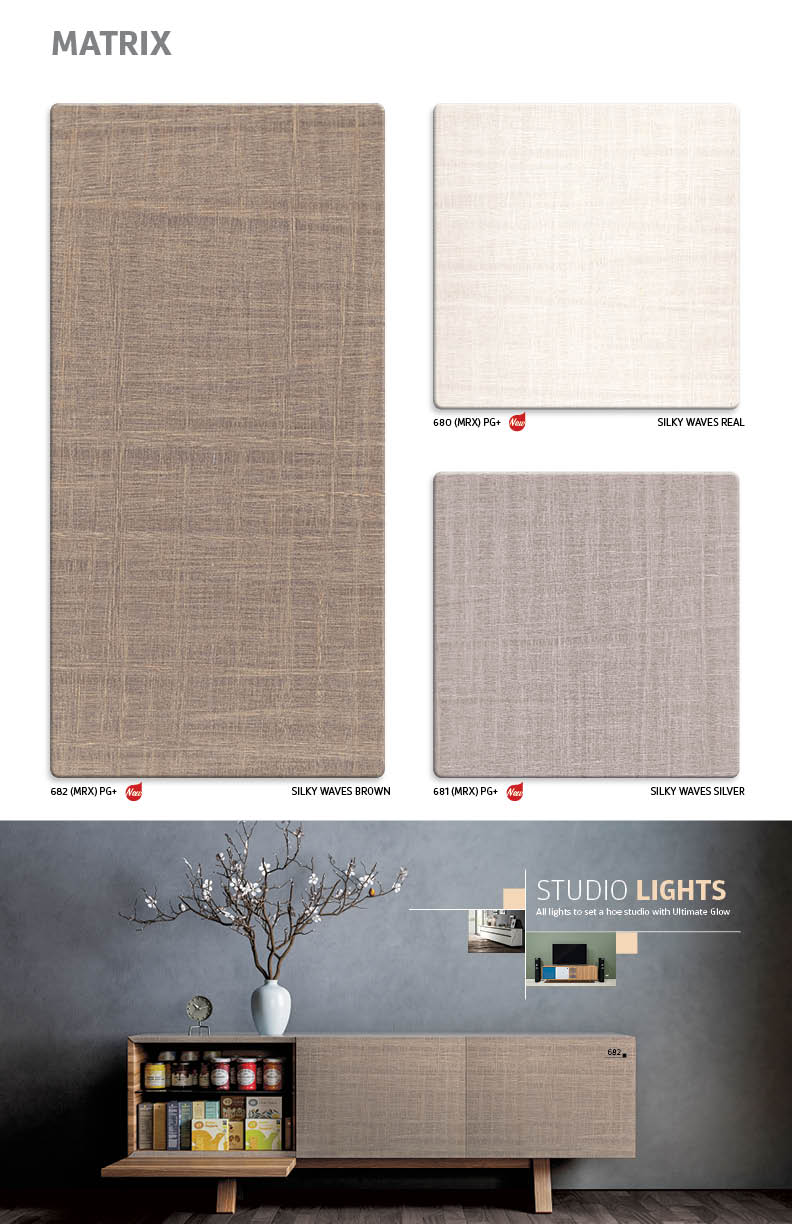 MATRIX
680 (MRX) PG+ New SILKY WAVES REAL
682 (MRX) PG+ New SILKY WAVES BROWN
681 (MRX) PG+ New SILKY WAVES SILVER
STUDIO LIGHTS
All lights to set a hoe studio with Ultimate Glow
682